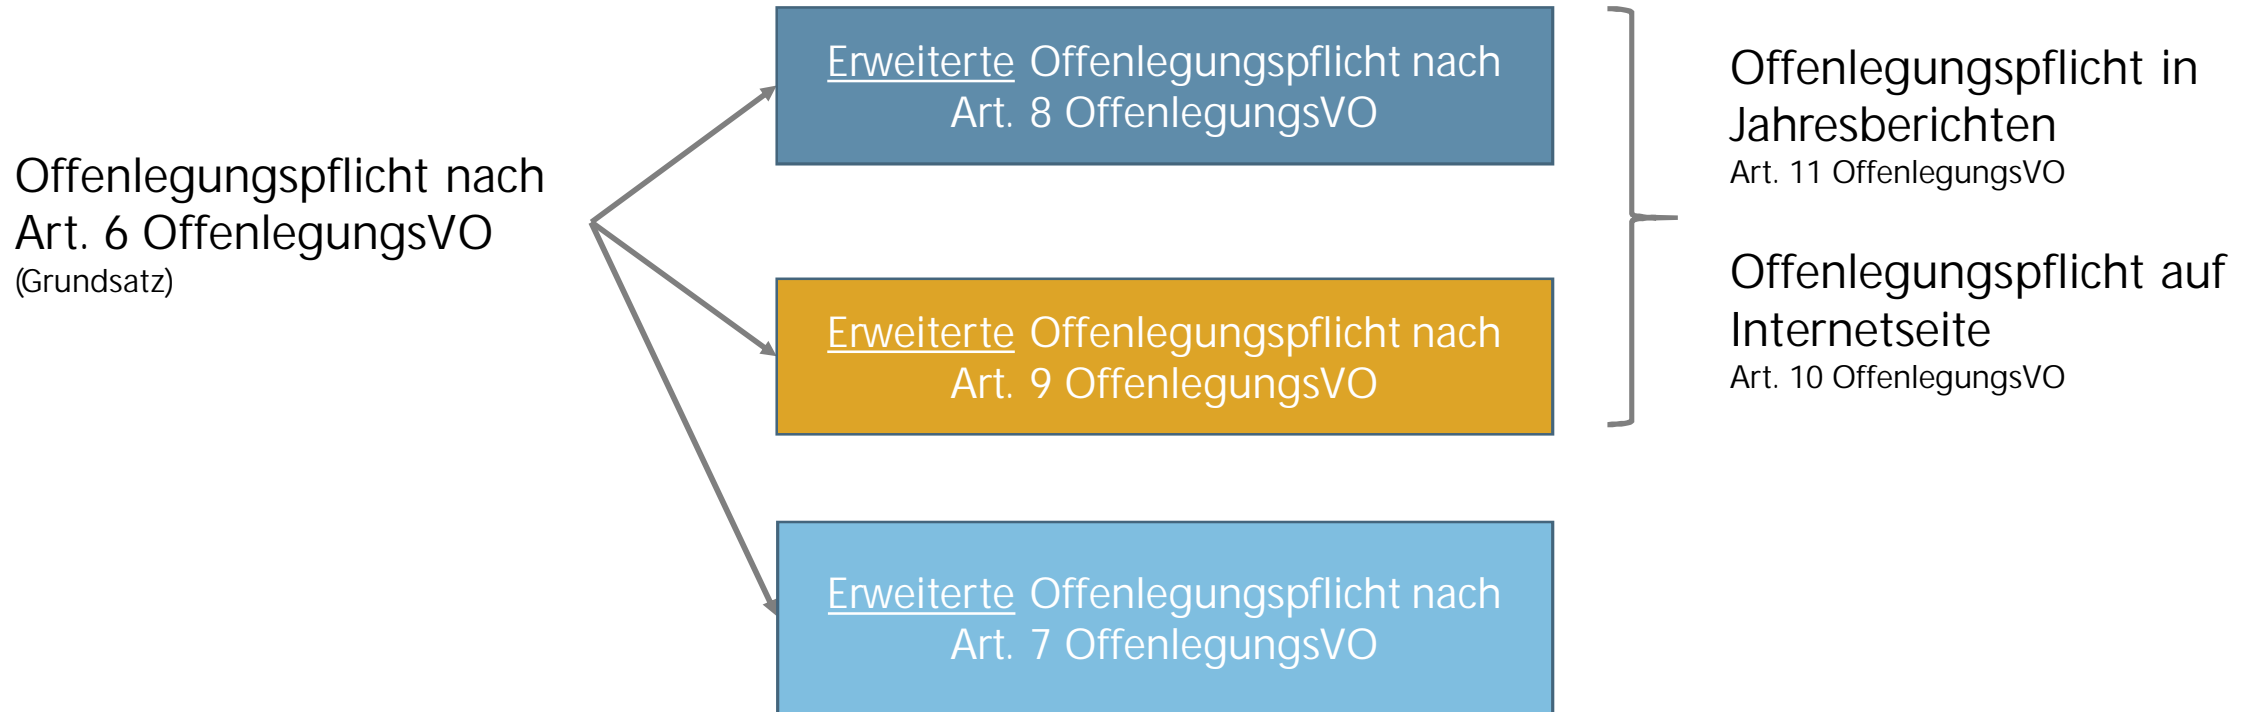 Offenlegungspflicht nach
Art. 6 OffenlegungsVO
(Grundsatz)
Erweiterte Offenlegungspflicht nach
Art. 8 OffenlegungsVO
Erweiterte Offenlegungspflicht nach
Art. 9 OffenlegungsVO
Erweiterte Offenlegungspflicht nach
Art. 7 OffenlegungsVO
Offenlegungspflicht in
Jahresberichten
Art. 11 OffenlegungsVO
Offenlegungspflicht auf
Internetseite
Art. 10 OffenlegungsVO